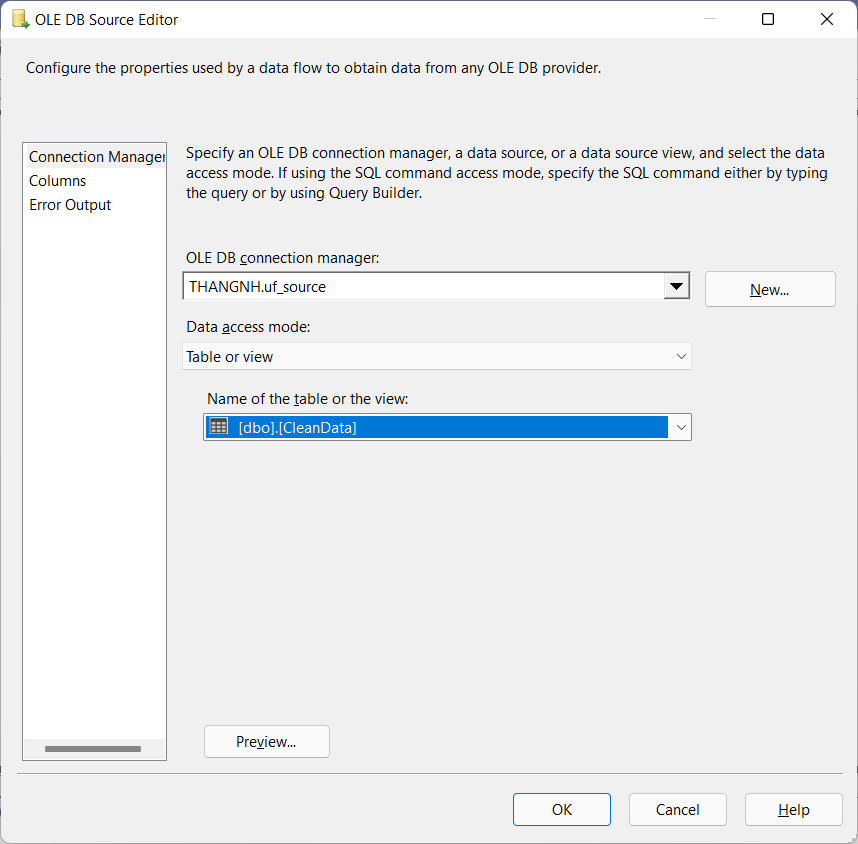 OLE DB Source Editor
Configure the properties used by a data flow to obtain data from any OLE DB provider.
Connection Manager
Columns
Error Output
Specify an OLE DB connection manager, a data source, or a data source view, and select the data
access mode. If using the SQL command access mode, specify the SQL command either by typing
the query or by using Query Builder.
OLE DB connection manager:
THANGNH.uf_source
New...
Data access mode:
Table or view
Name of the table or the view:
[dbo].[CleanData]
Preview...
OK
Cancel
Help